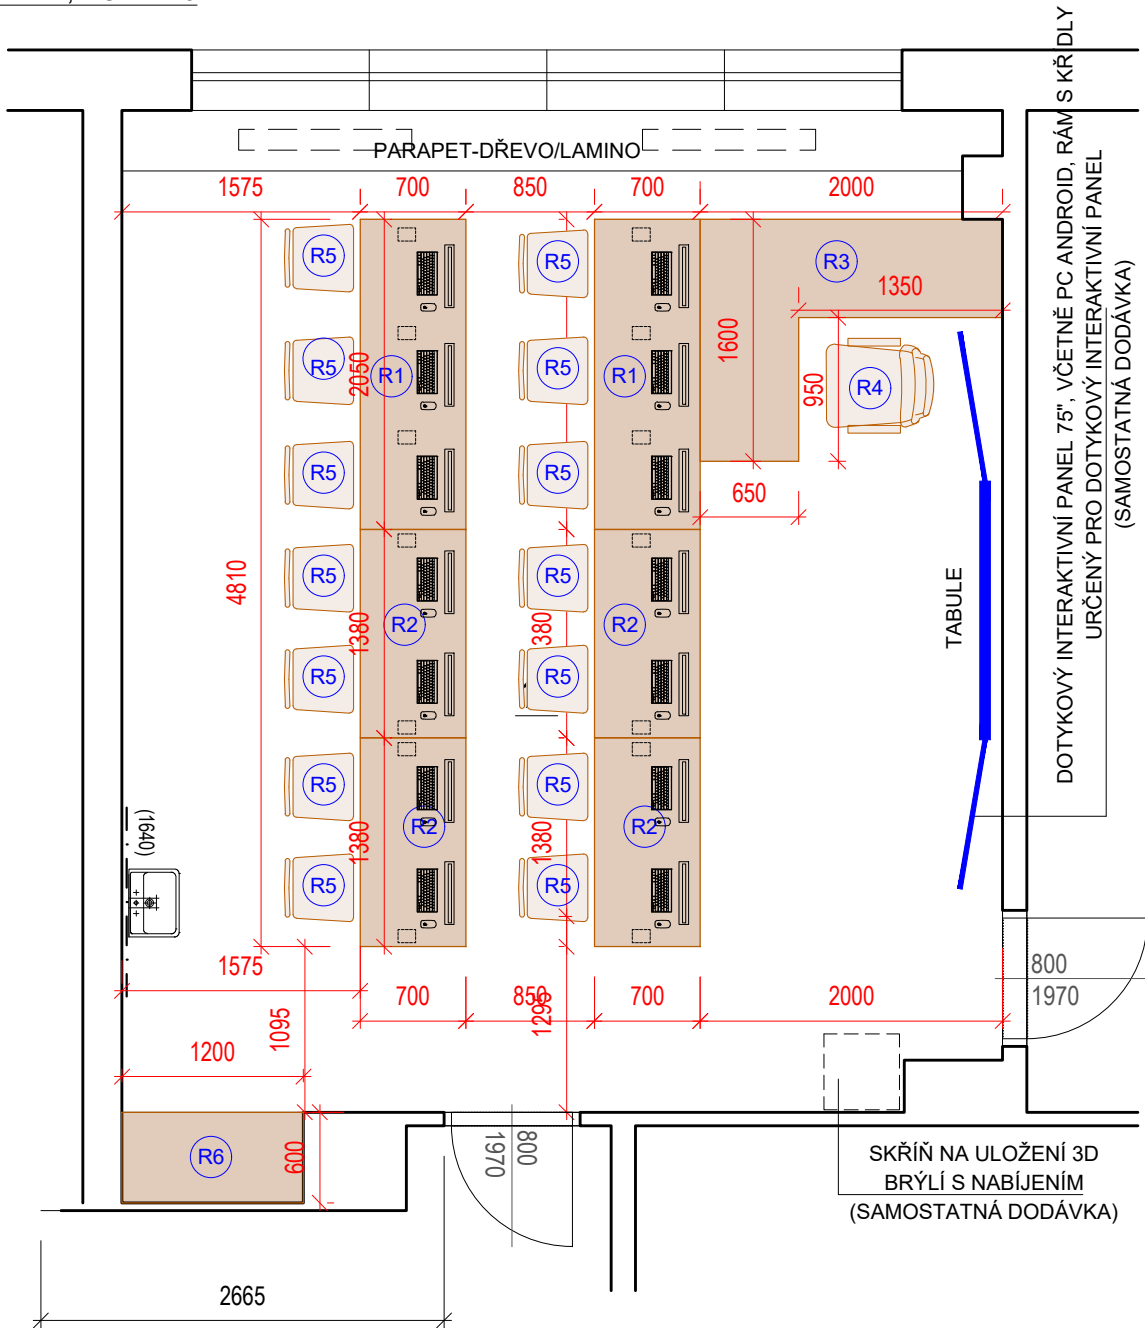 PARAPET-DŘEVO/LAMINO
1575
700
850
700
2000
R5
R5
R3
1350
1600
R5
2050
R1
R5
R1
950
R4
R5
R5
650
4810
R5
R5
1380
R2
380
R2
R5
R5
TABULE
DOTYKOVÝ INTERAKTIVNÍ PANEL 75", VČETNĚ PC ANDROID, RÁM S KŘÍDLY
URČENÝ PRO DOTYKOVÝ INTERAKTIVNÍ PANEL
(SAMOSTATNÁ DODÁVKA)
R5
R5
(1640)
1380
R2
1380
R2
R5
R5
1575
700
850
700
2000
800
1970
1095
1295
1200
R6
600
800
1970
SKŘÍŇ NA ULOŽENÍ 3D
BRÝLÍ S NABÍJENÍM
(SAMOSTATNÁ DODÁVKA)
2665